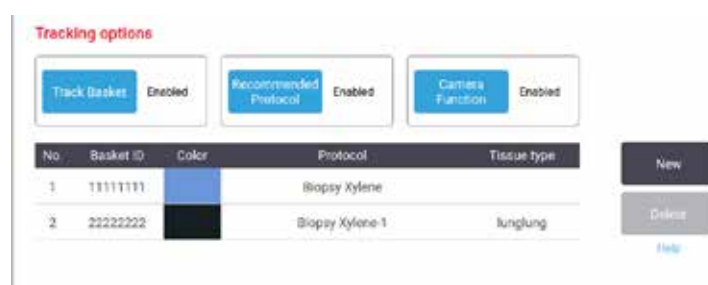 Tracking options
Track Basket Enabled
Recommended Protocol Enabled
Camera Function Enabled
No. Basket ID Color Protocol Tissue type
1 11111111 Biopsy Xylene
2 22222222 Biopsy Xylene-1 lunglung
New
Delete
Help